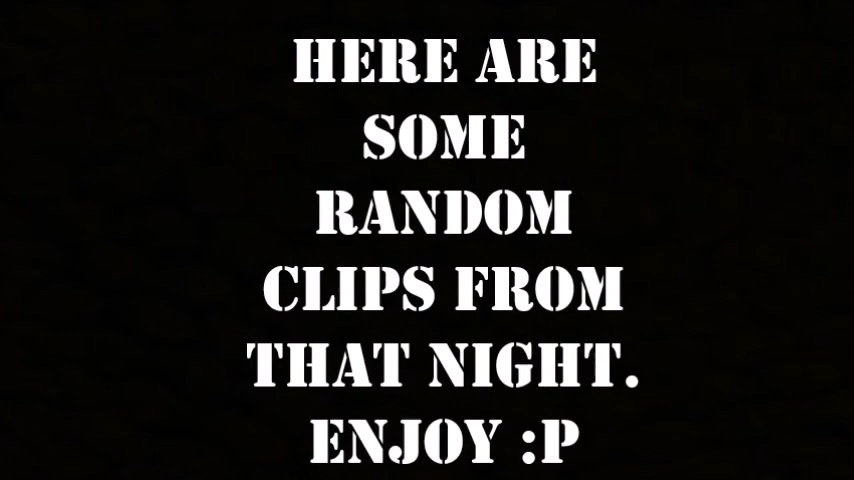 HERE ARE
SOME
RANDOM
CLIPS FROM
THAT NIGHT.
ENJOY :P